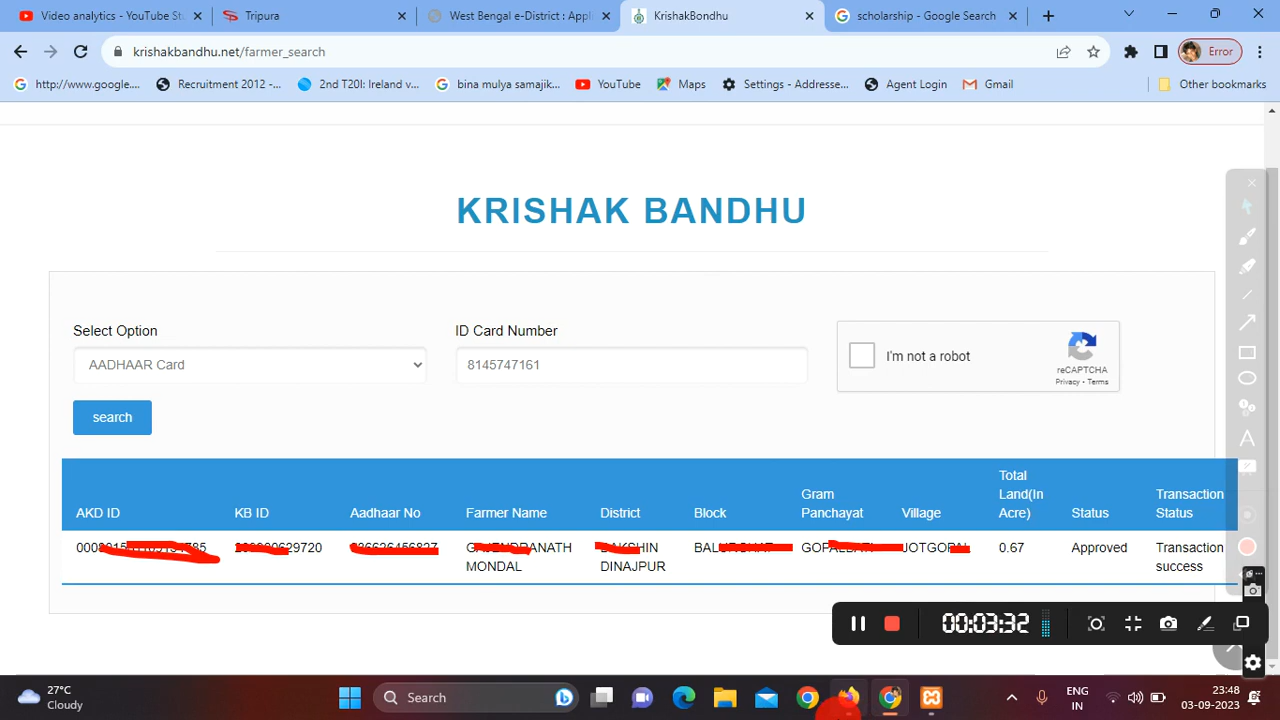 Video analytics - YouTube Stu
Tripura
West Bengal e-District : Appli
KrishakBondhu
scholarship - Google Search
krishakbandhu.net/farmer_search
Error
http://www.google....
Recruitment 2012 -...
2nd T20I: Ireland v...
bina mulya samajik...
YouTube
Maps
Settings - Addresse...
Agent Login
Gmail
Other bookmarks
KRISHAK BANDHU
Select Option
ID Card Number
AADHAAR Card
8145747161
I'm not a robot
reCAPTCHA
Privacy - Terms
search
AKD ID
KB ID
Aadhaar No
Farmer Name
District
Block
Gram
Panchayat
Village
Total
Land(In
Acre)
Status
Transaction
Status
MONDAL
DINAJPUR
0.67
Approved
Transaction
success
00:03:32
27°C
Cloudy
Search
ENG
IN
23:48
03-09-2023